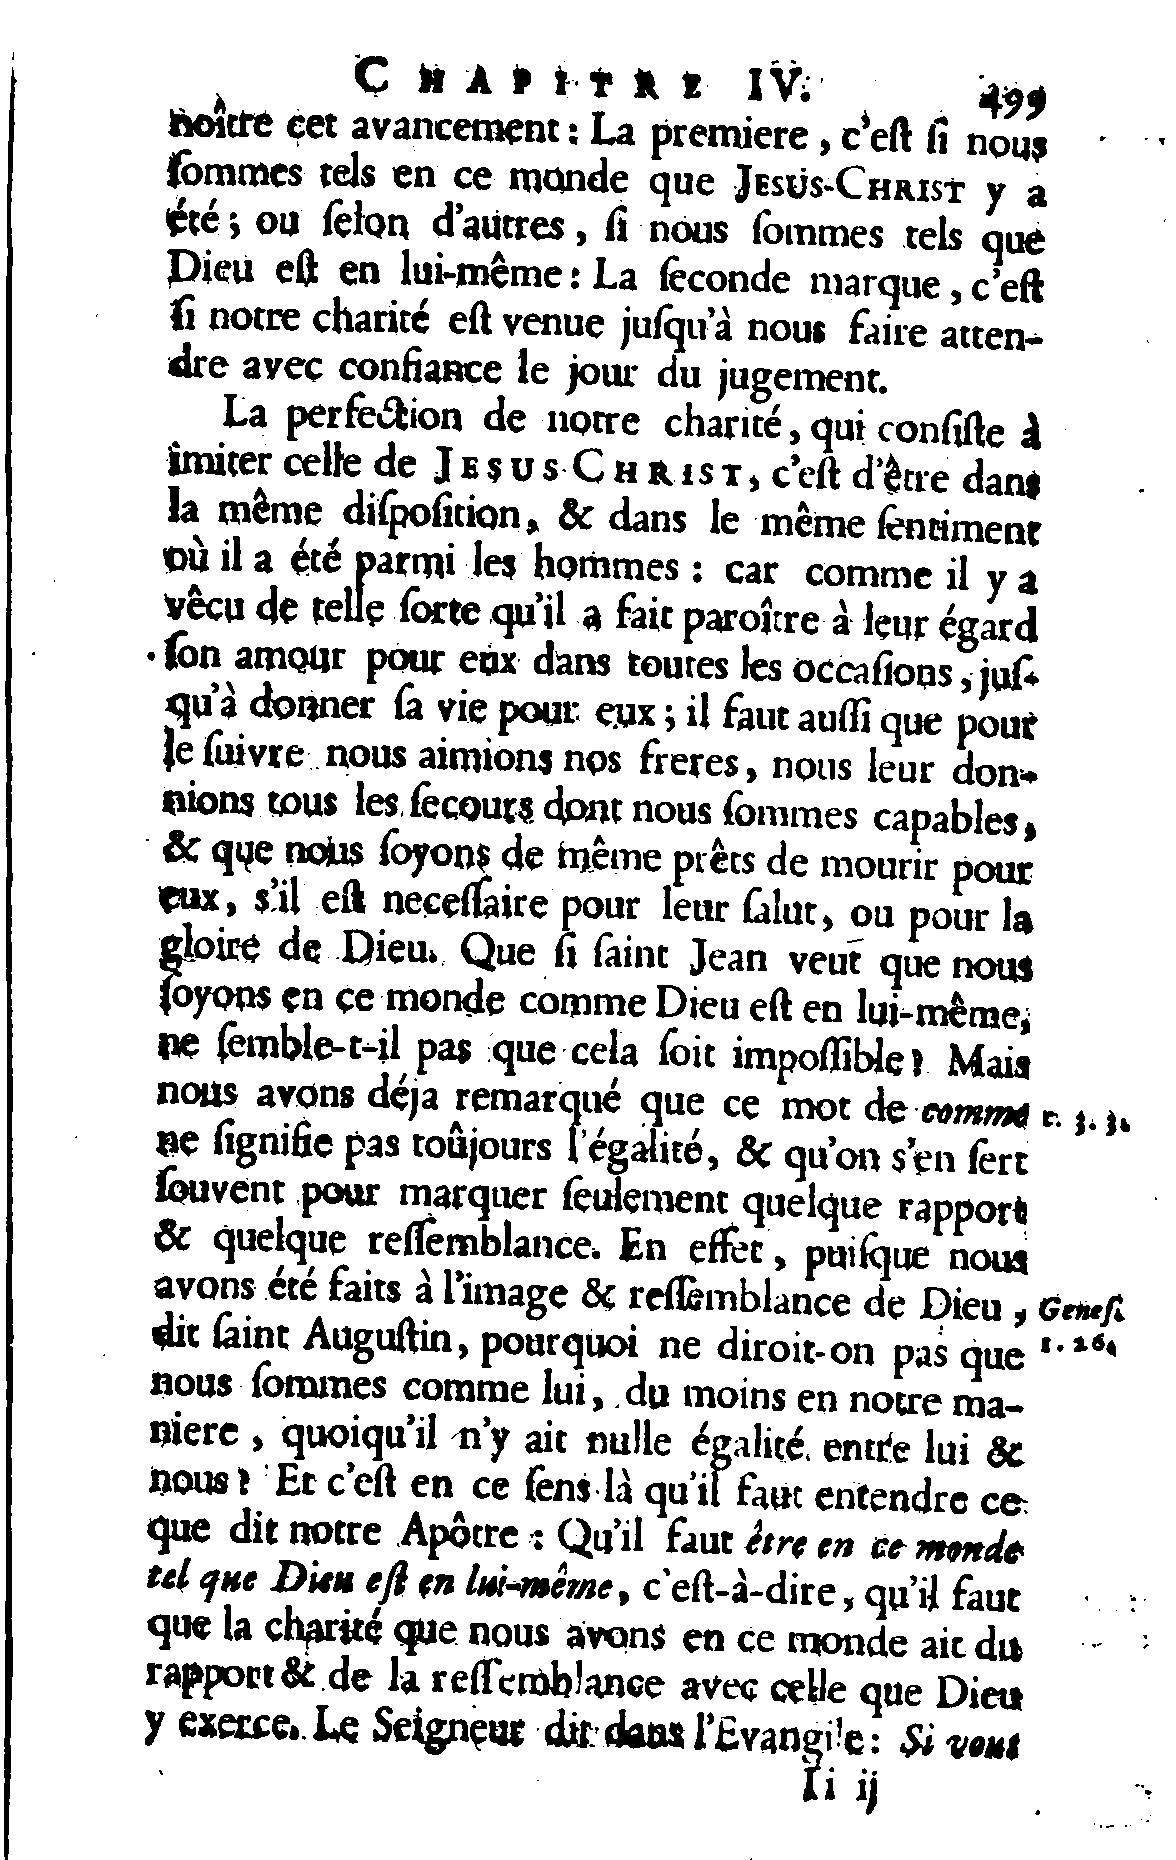 CHAPITRE IV. 499
noître cet avancement : La premiere, c'eſt ſi nous
ſommes tels en ce monde que JESUS-CHRIST y a
été ; ou ſelon d'autres, ſi nous ſommes tels que
Dieu eſt en lui-même : La ſeconde marque, c'eſt
ſi notre charité eſt venue juſqu'à nous faire atten-
dre avec confiance le jour du jugement.
La perfection de notre charité, qui conſiſte à
imiter celle de JESUS-CHRIST, c'eſt d'être dans
la même diſpoſition, & dans le même ſentiment
où il a été parmi les hommes : car comme il y a
vêcu de telle ſorte qu'il a fait paroître à leur égard
ſon amour pour eux dans toutes les occaſions, juſ-
qu'à donner ſa vie pour eux ; il faut auſſi que pour
le ſuivre nous aimions nos freres, nous leur don-
nions tous les ſecours dont nous ſommes capables,
& que nous ſoyons de même prêts de mourir pour
eux, s'il eſt neceſſaire pour leur ſalut, ou pour la
gloire de Dieu. Que ſi ſaint Jean veut que nous
ſoyons en ce monde comme Dieu eſt en lui-même,
ne ſemble-t-il pas que cela ſoit impoſſible ? Mais
nous avons déja remarqué que ce mot de comme c. 3. 3.
ne ſignifie pas toûjours l'égalité, & qu'on s'en ſert
ſouvent pour marquer ſeulement quelque rapport
& quelque reſſemblance. En effet, puiſque nous
avons été faits à l'image & reſſemblance de Dieu, Geneſ.
dit ſaint Auguſtin, pourquoi ne diroit-on pas que 1. 26.
nous ſommes comme lui, du moins en notre ma-
niere, quoiqu'il n'y ait nulle égalité entre lui &
nous ? Et c'eſt en ce ſens là qu'il faut entendre ce
que dit notre Apôtre : Qu'il faut être en ce monde
tel que Dieu eſt en lui-même, c'eſt-à-dire, qu'il faut
que la charité que nous avons en ce monde ait du
rapport & de la reſſemblance avec celle que Dieu
y exerce. Le Seigneur dit dans l'Evangile : Si vous
Ii ij